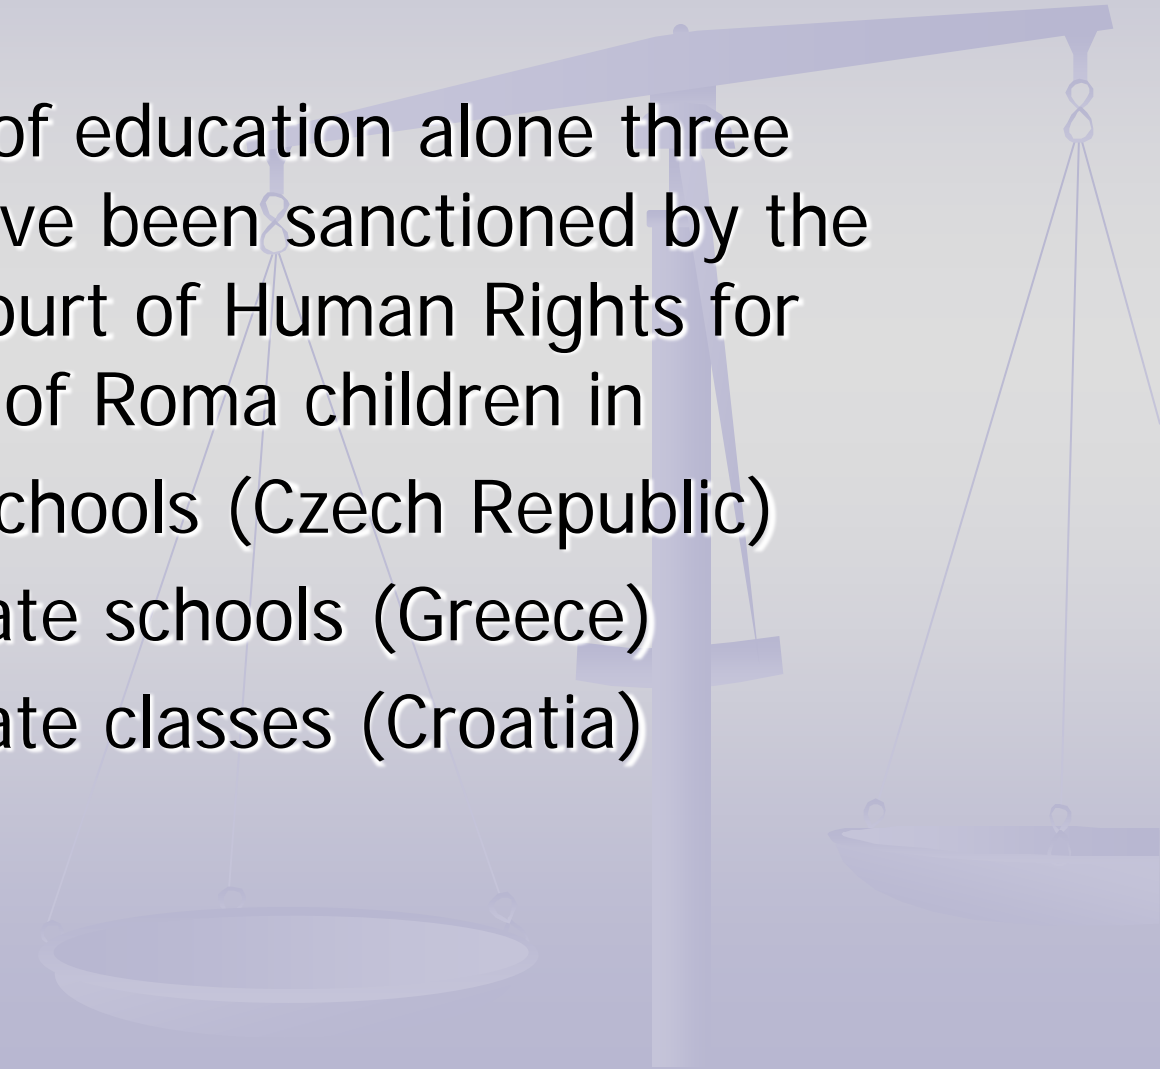 of education alone three
ve been sanctioned by the
ourt of Human Rights for
of Roma children in
chools (Czech Republic)
ate schools (Greece)
ate classes (Croatia)